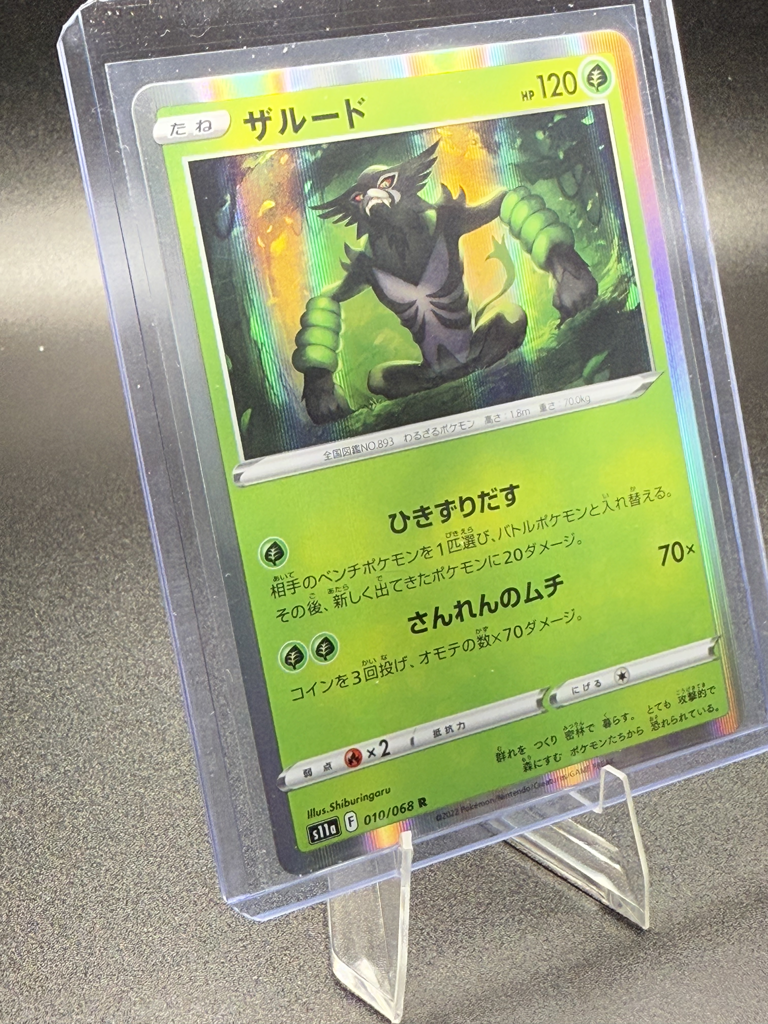 たね ザルード HP 120
全国図鑑NO.893 わるざるポケモン 高さ:1.8m 重さ:70.0kg
ひきずりだす
相手のベンチポケモンを1匹選び、バトルポケモンと入れ替える。
その後、新しく出てきたポケモンに20ダメージ。
さんれんのムチ 70×
コインを3回投げ、オモテの数×70ダメージ。
弱点 ×2 抵抗力 にげる
群れを つくり 密林で 暮らす。 とても 攻撃的で
森にすむ ポケモンたちから 恐れられている。
Illus.Shiburingaru
s11a F 010/068 R
©2022 Pokémon/Nintendo/Creatures/GAME FREAK